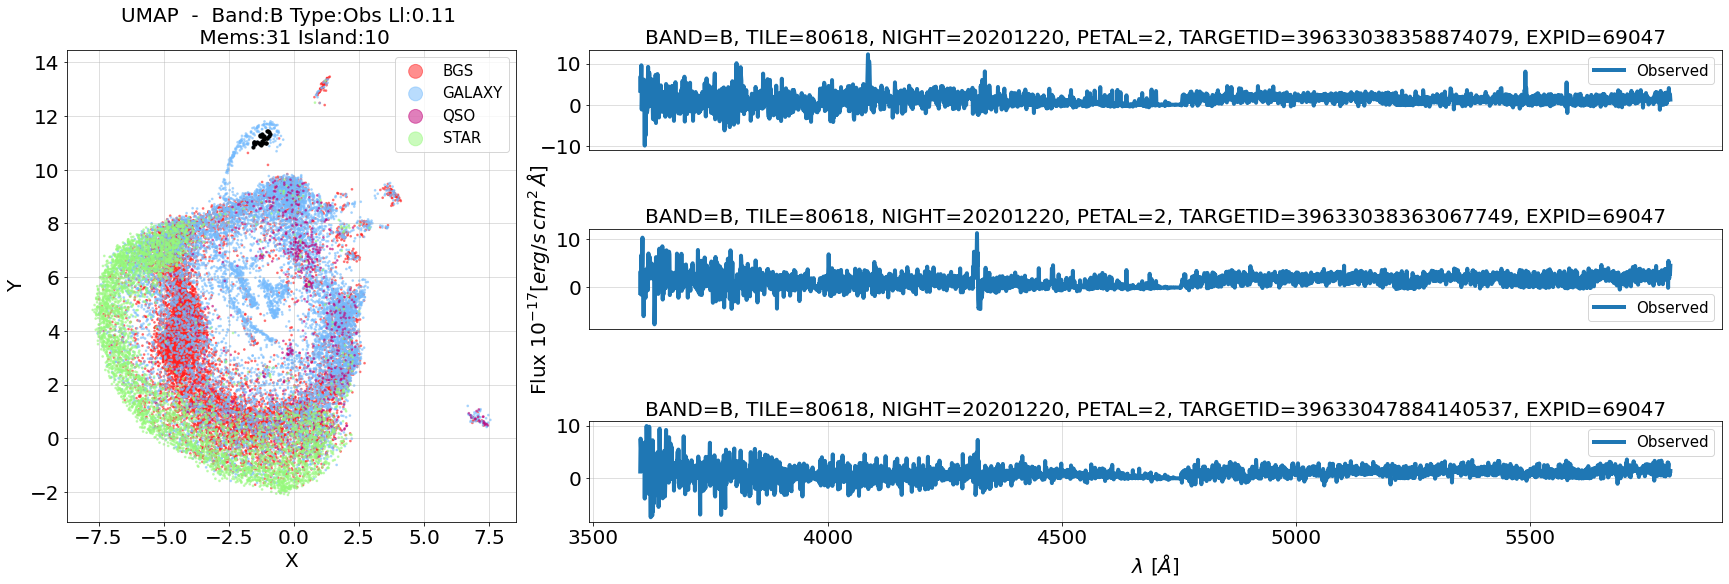 UMAP  -  Band:B Type:Obs Ll:0.11
Mems:31 Island:10
BGS
GALAXY
QSO
STAR
14
12
10
8
6
4
2
0
−2
Y
−7.5 −5.0 −2.5 0.0 2.5 5.0 7.5
X
BAND=B, TILE=80618, NIGHT=20201220, PETAL=2, TARGETID=39633038358874079, EXPID=69047
Observed
10
0
−10
Flux 10⁻¹⁷[erg/s cm² Å]
BAND=B, TILE=80618, NIGHT=20201220, PETAL=2, TARGETID=39633038363067749, EXPID=69047
10
0
Observed
BAND=B, TILE=80618, NIGHT=20201220, PETAL=2, TARGETID=39633047884140537, EXPID=69047
Observed
10
0
3500 4000 4500 5000 5500
λ [Å]